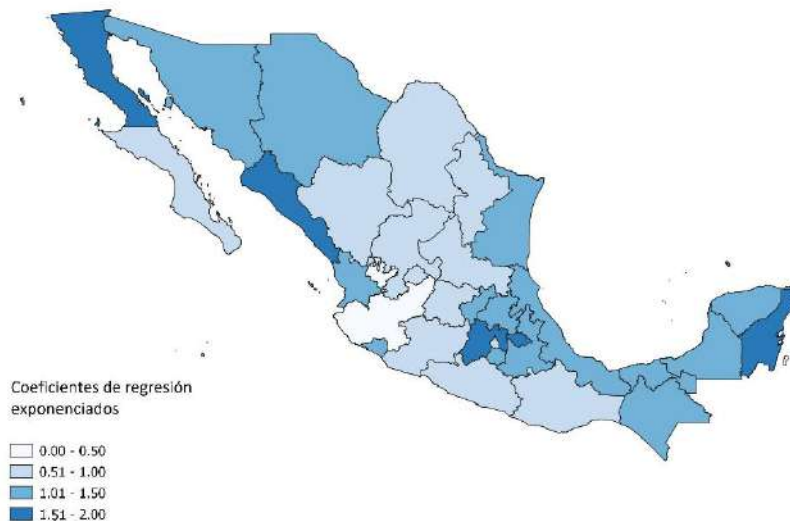 Coeficientes de regresión
exponenciados
0.00 - 0.50
0.51 - 1.00
1.01 - 1.50
1.51 - 2.00